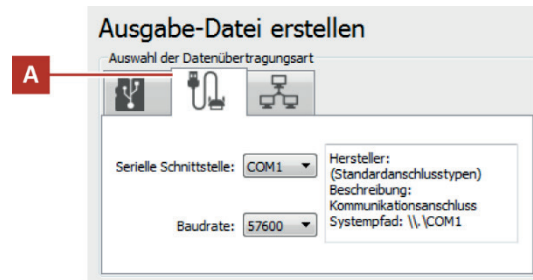 Ausgabe-Datei erstellen
Auswahl der Datenübertragungsart
A
Serielle Schnittstelle: COM1
Baudrate: 57600
Hersteller:
(Standardanschlusstypen)
Beschreibung:
Kommunikationsanschluss
Systempfad: \\.\COM1